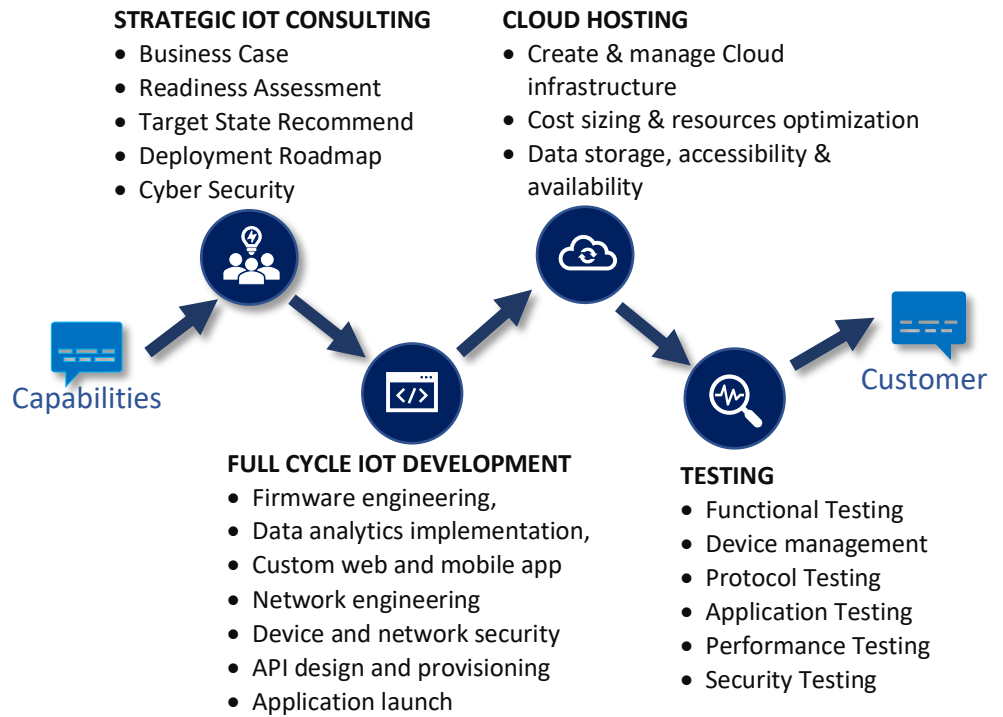 STRATEGIC IOT CONSULTING
• Business Case
• Readiness Assessment
• Target State Recommend
• Deployment Roadmap
• Cyber Security
CLOUD HOSTING
• Create & manage Cloud
infrastructure
• Cost sizing & resources optimization
• Data storage, accessibility &
availability
Capabilities
</>
Customer
FULL CYCLE IOT DEVELOPMENT
• Firmware engineering,
• Data analytics implementation,
• Custom web and mobile app
• Network engineering
• Device and network security
• API design and provisioning
• Application launch
TESTING
• Functional Testing
• Device management
• Protocol Testing
• Application Testing
• Performance Testing
• Security Testing